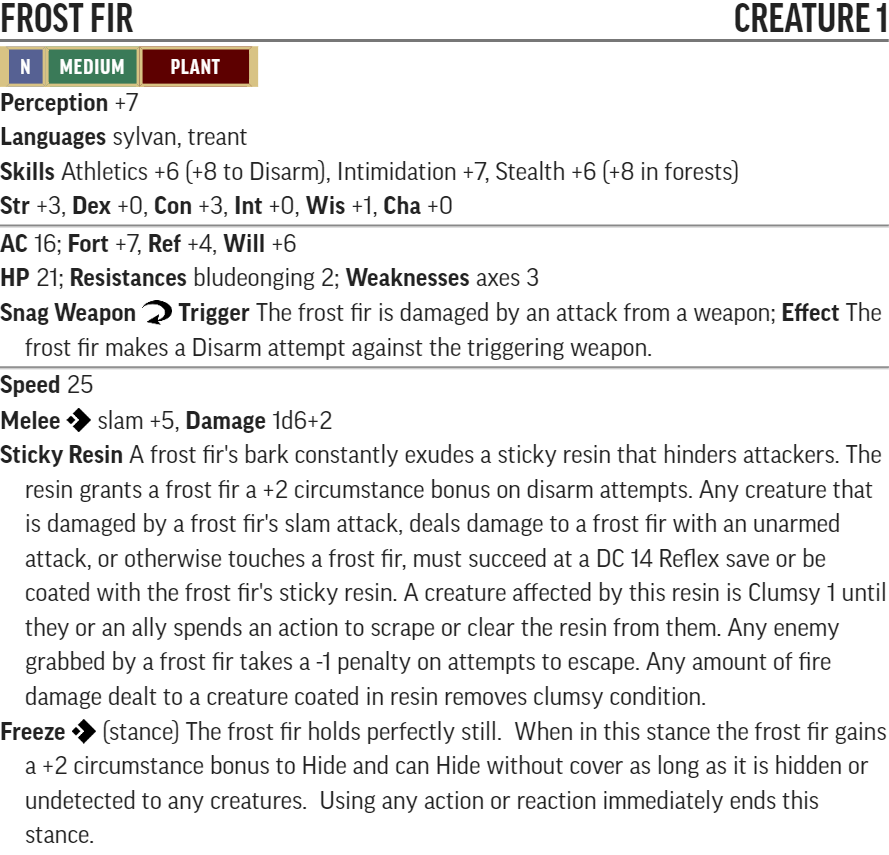 FROST FIR CREATURE 1
N MEDIUM PLANT
Perception +7
Languages sylvan, treant
Skills Athletics +6 (+8 to Disarm), Intimidation +7, Stealth +6 (+8 in forests)
Str +3, Dex +0, Con +3, Int +0, Wis +1, Cha +0
AC 16; Fort +7, Ref +4, Will +6
HP 21; Resistances bludeonging 2; Weaknesses axes 3
Snag Weapon Trigger The frost fir is damaged by an attack from a weapon; Effect The
frost fir makes a Disarm attempt against the triggering weapon.
Speed 25
Melee slam +5, Damage 1d6+2
Sticky Resin A frost fir's bark constantly exudes a sticky resin that hinders attackers. The
resin grants a frost fir a +2 circumstance bonus on disarm attempts. Any creature that
is damaged by a frost fir's slam attack, deals damage to a frost fir with an unarmed
attack, or otherwise touches a frost fir, must succeed at a DC 14 Reflex save or be
coated with the frost fir's sticky resin. A creature affected by this resin is Clumsy 1 until
they or an ally spends an action to scrape or clear the resin from them. Any enemy
grabbed by a frost fir takes a -1 penalty on attempts to escape. Any amount of fire
damage dealt to a creature coated in resin removes clumsy condition.
Freeze (stance) The frost fir holds perfectly still. When in this stance the frost fir gains
a +2 circumstance bonus to Hide and can Hide without cover as long as it is hidden or
undetected to any creatures. Using any action or reaction immediately ends this
stance.